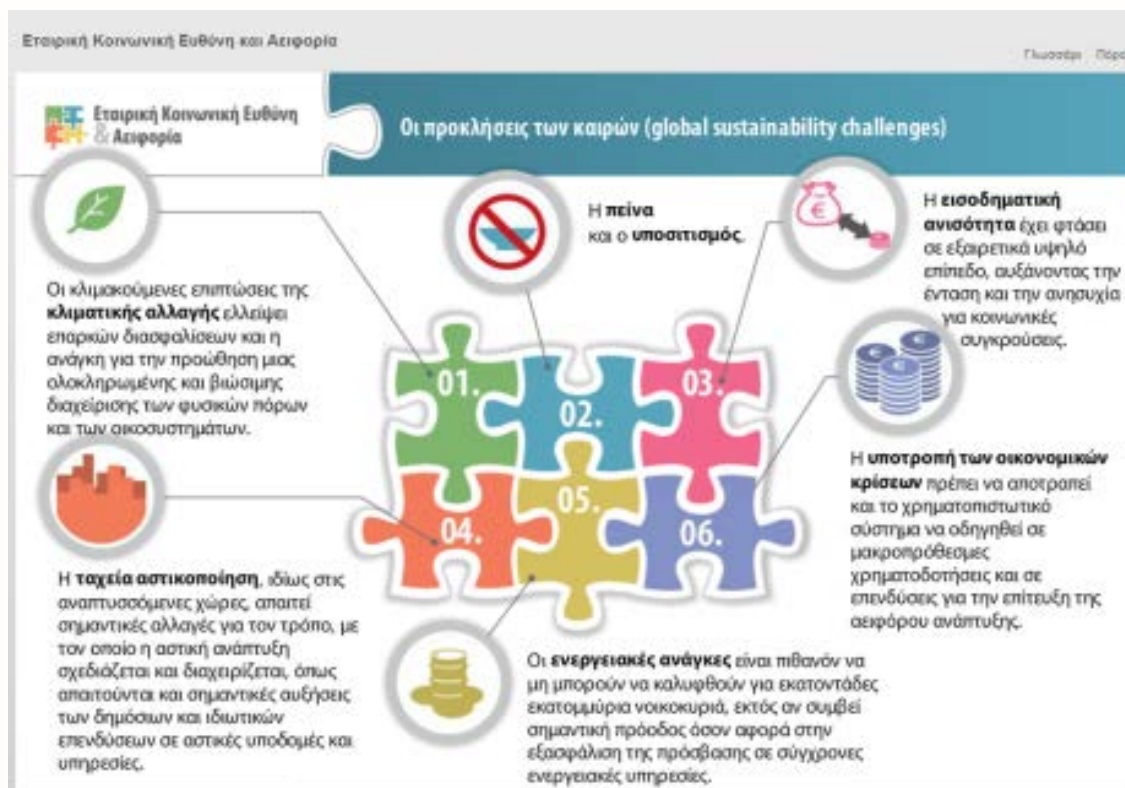 Εταιρική Κοινωνική Ευθύνη και Αειφορία
Γλωσσάρι
Εταιρική Κοινωνική Ευθύνη
& Αειφορία
Οι προκλήσεις των καιρών (global sustainability challenges)
Οι κλιμακούμενες επιπτώσεις της
κλιματικής αλλαγής ελλείψει
επαρκών διασφαλίσεων και η
ανάγκη για την προώθηση μιας
ολοκληρωμένης και βιώσιμης
διαχείρισης των φυσικών πόρων
και των οικοσυστημάτων.
Η πείνα
και ο υποσιτισμός.
Η εισοδηματική
ανισότητα έχει φτάσει
σε εξαιρετικά υψηλό
επίπεδο, αυξάνοντας την
ένταση και την ανησυχία
για κοινωνικές
συγκρούσεις.
01.
02.
03.
04.
05.
06.
Η ταχεία αστικοποίηση, ιδίως στις
αναπτυσσόμενες χώρες, απαιτεί
σημαντικές αλλαγές για τον τρόπο, με
τον οποίο η αστική ανάπτυξη
σχεδιάζεται και διαχειρίζεται, όπως
απαιτούνται και σημαντικές αυξήσεις
των δημόσιων και ιδιωτικών
επενδύσεων σε αστικές υποδομές και
υπηρεσίες.
Οι ενεργειακές ανάγκες είναι πιθανόν να
μη μπορούν να καλυφθούν για εκατοντάδες
εκατομμύρια νοικοκυριά, εκτός αν συμβεί
σημαντική πρόοδος όσον αφορά στην
εξασφάλιση της πρόσβασης σε σύγχρονες
ενεργειακές υπηρεσίες.
Η υποτροπή των οικονομικών
κρίσεων πρέπει να αποτραπεί
και το χρηματοπιστωτικό
σύστημα να οδηγηθεί σε
μακροπρόθεσμες
χρηματοδοτήσεις και σε
επενδύσεις για την επίτευξη της
αειφόρου ανάπτυξης.